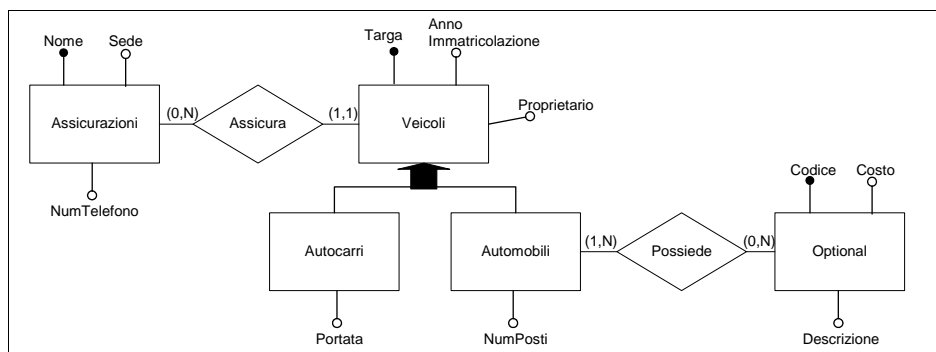 Nome
Sede
Targa
Anno
Immatricolazione
Proprietario
Assicurazioni
(0,N)
Assicura
(1,1)
Veicoli
NumTelefono
Codice
Costo
Autocarri
Automobili
(1,N)
Possiede
(0,N)
Optional
Portata
NumPosti
Descrizione